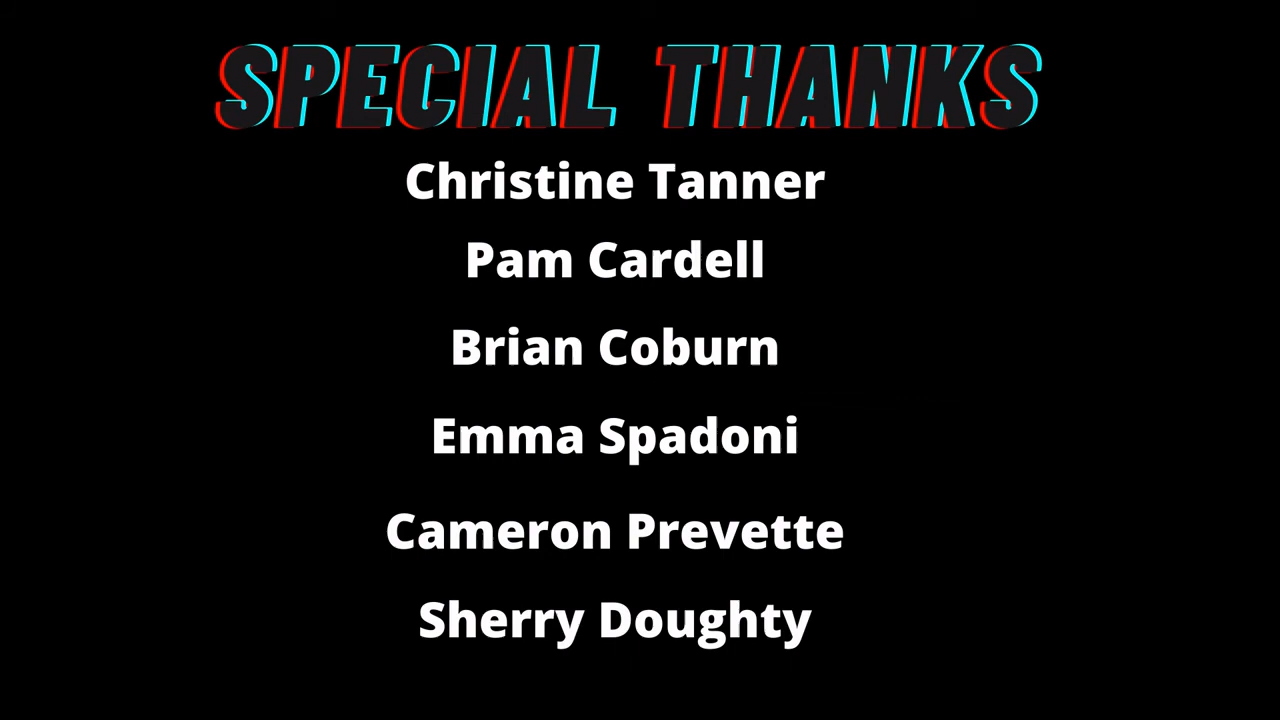 SPECIAL THANKS
Christine Tanner
Pam Cardell
Brian Coburn
Emma Spadoni
Cameron Prevette
Sherry Doughty